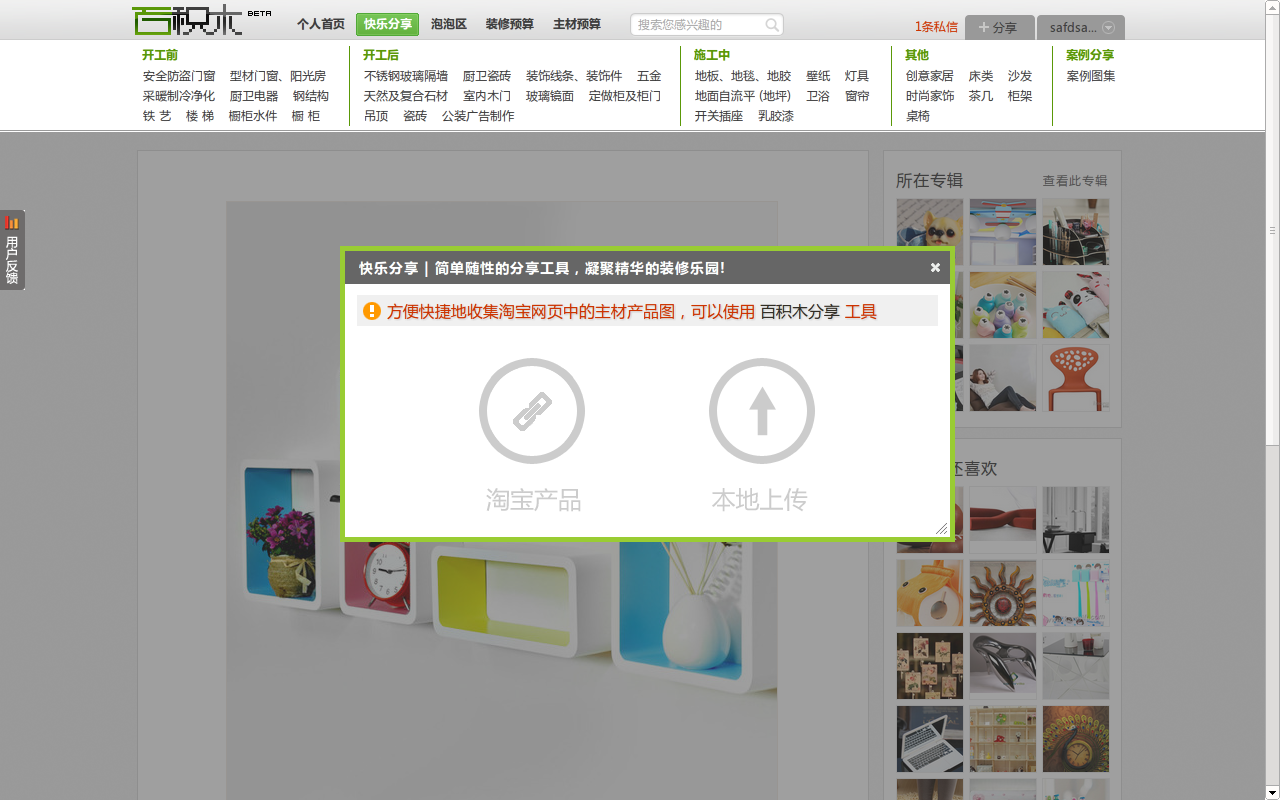 百积木 BETA
个人首页 快乐分享 泡泡区 装修预算 主材预算 搜索您感兴趣的 1条私信 分享 safdsa...
开工前 开工后 施工中 其他 案例分享
安全防盗门窗 型材门窗、阳光房 不锈钢玻璃隔墙 厨卫瓷砖 装饰线条、装饰件 五金 地板、地毯、地胶 壁纸 灯具 创意家居 床类 沙发 案例图集
采暖制冷净化 厨卫电器 钢结构 天然及复合石材 室内木门 玻璃镜面 定做柜及柜门 地面自流平 (地坪) 卫浴 窗帘 时尚家饰 茶几 柜架
铁 艺 楼 梯 橱柜水件 橱 柜 吊顶 瓷砖 公装广告制作 开关插座 乳胶漆 桌椅
所在专辑 查看此专辑
用户反馈
快乐分享 | 简单随性的分享工具，凝聚精华的装修乐园!
方便快捷地收集淘宝网页中的主材产品图，可以使用 百积木分享 工具
还喜欢
淘宝产品 本地上传